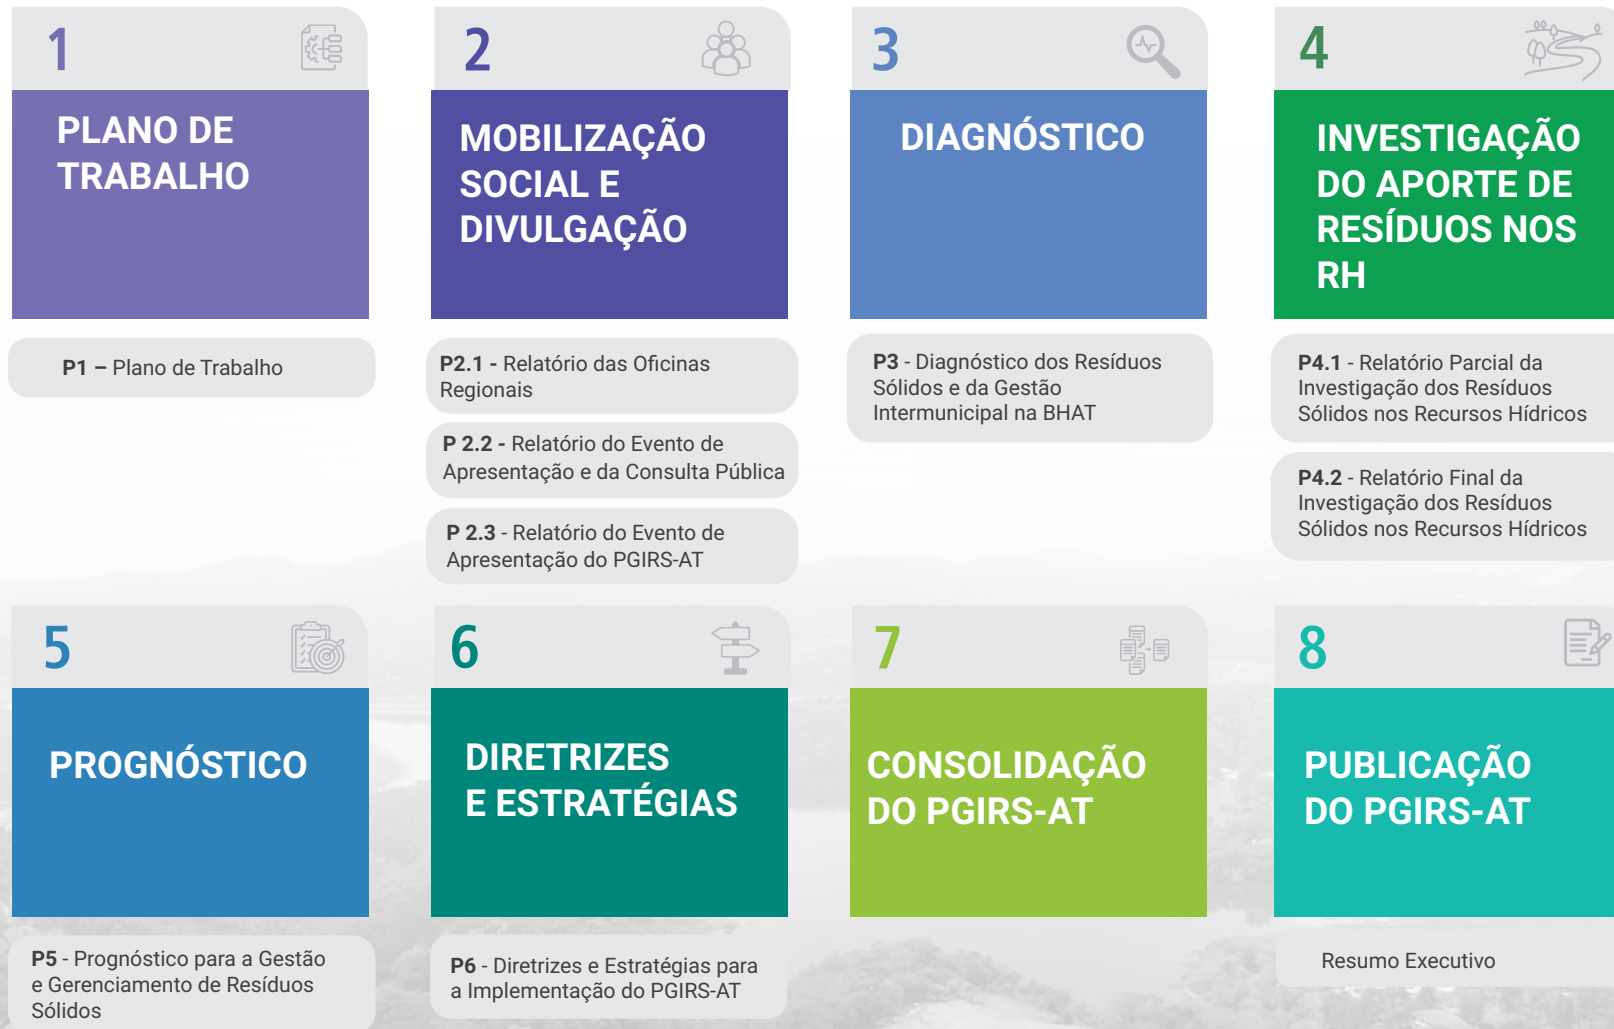 1
PLANO DE
TRABALHO
P1 – Plano de Trabalho
2
MOBILIZAÇÃO
SOCIAL E
DIVULGAÇÃO
P2.1 - Relatório das Oficinas
Regionais
P 2.2 - Relatório do Evento de
Apresentação e da Consulta Pública
P 2.3 - Relatório do Evento de
Apresentação do PGIRS-AT
3
DIAGNÓSTICO
P3 - Diagnóstico dos Resíduos
Sólidos e da Gestão
Intermunicipal na BHAT
4
INVESTIGAÇÃO
DO APORTE DE
RESÍDUOS NOS
RH
P4.1 - Relatório Parcial da
Investigação dos Resíduos
Sólidos nos Recursos Hídricos
P4.2 - Relatório Final da
Investigação dos Resíduos
Sólidos nos Recursos Hídricos
5
PROGNÓSTICO
P5 - Prognóstico para a Gestão
e Gerenciamento de Resíduos
Sólidos
6
DIRETRIZES
E ESTRATÉGIAS
P6 - Diretrizes e Estratégias para
a Implementação do PGIRS-AT
7
CONSOLIDAÇÃO
DO PGIRS-AT
8
PUBLICAÇÃO
DO PGIRS-AT
Resumo Executivo